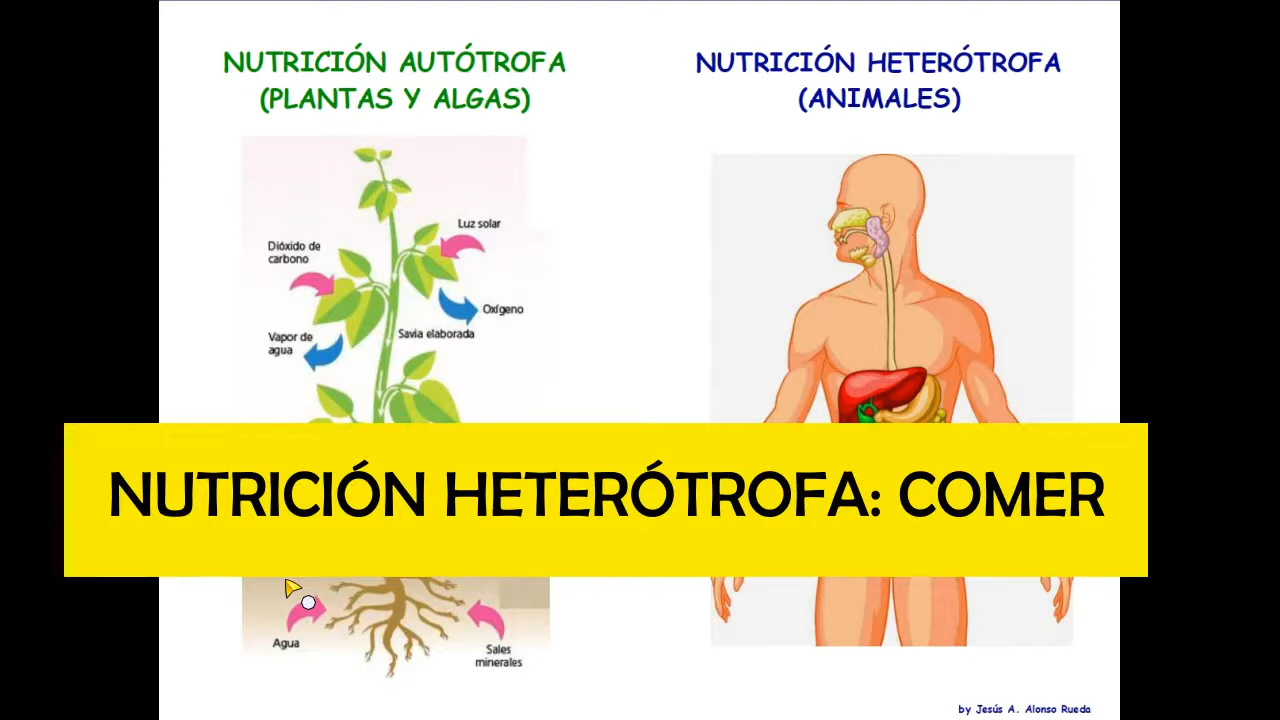 NUTRICIÓN AUTÓTROFA
(PLANTAS Y ALGAS)
NUTRICIÓN HETERÓTROFA
(ANIMALES)
Luz solar
Dióxido de
carbono
Oxígeno
Vapor de
agua
Savia elaborada
NUTRICIÓN HETERÓTROFA: COMER
Agua
Sales
minerales
by Jesús A. Alonso Rueda